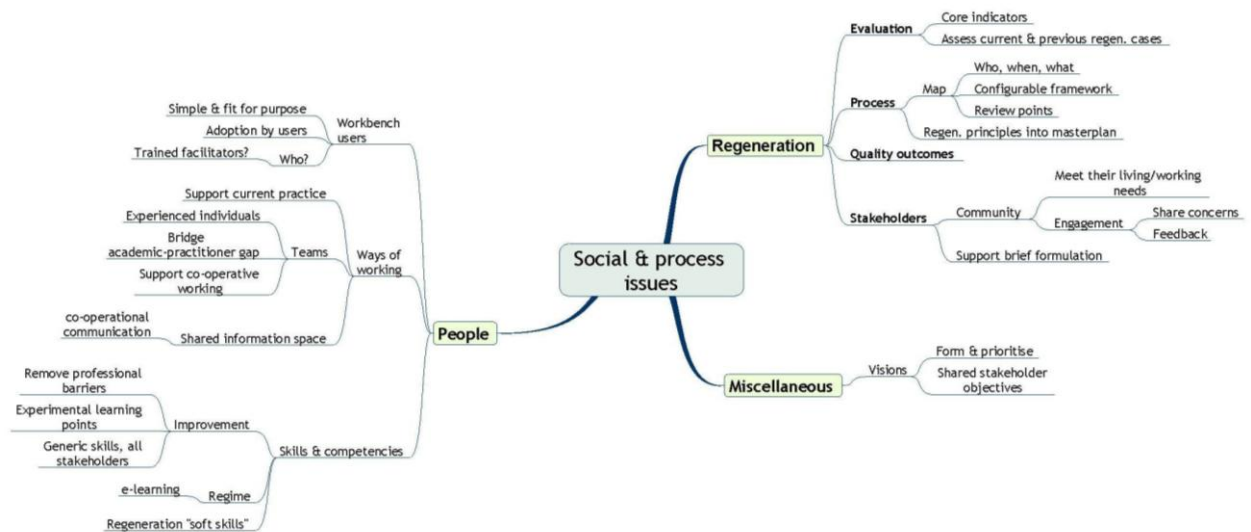 Social & process
issues
Regeneration
Evaluation
Core indicators
Assess current & previous regen. cases
Process
Map
Who, when, what
Configurable framework
Review points
Regen. principles into masterplan
Quality outcomes
Stakeholders
Community
Meet their living/working
needs
Engagement
Share concerns
Feedback
Support brief formulation
Miscellaneous
Visions
Form & prioritise
Shared stakeholder
objectives
People
Workbench
users
Simple & fit for purpose
Adoption by users
Who?
Trained facilitators?
Ways of
working
Support current practice
Teams
Experienced individuals
Bridge
academic-practitioner gap
Support co-operative
working
Shared information space
co-operational
communication
Skills & competencies
Improvement
Remove professional
barriers
Experimental learning
points
Generic skills, all
stakeholders
Regime
e-learning
Regeneration "soft skills"